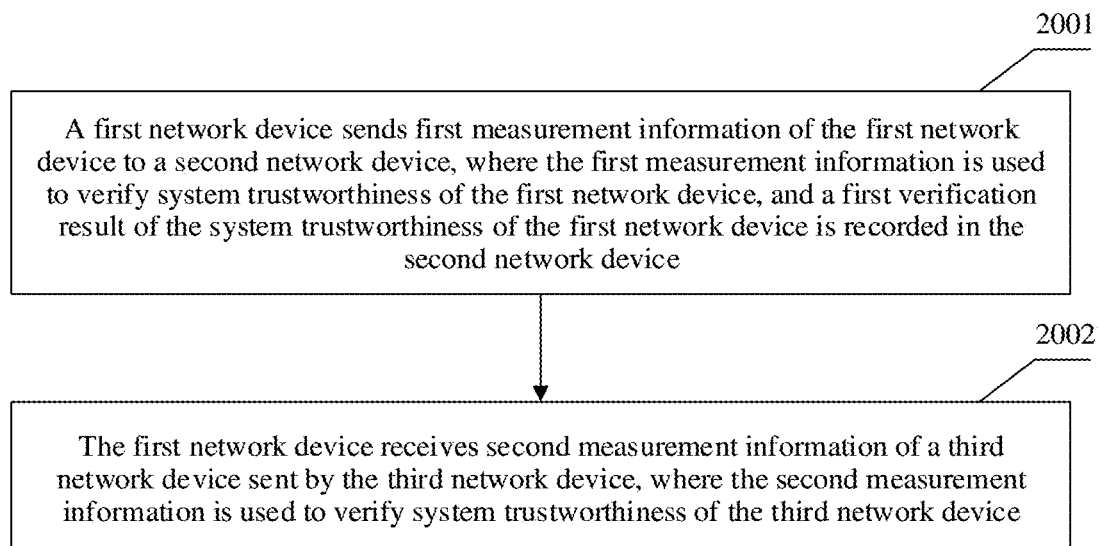 2001
A first network device sends first measurement information of the first network
device to a second network device, where the first measurement information is used
to verify system trustworthiness of the first network device, and a first verification
result of the system trustworthiness of the first network device is recorded in the
second network device
2002
The first network device receives second measurement information of a third
network device sent by the third network device, where the second measurement
information is used to verify system trustworthiness of the third network device